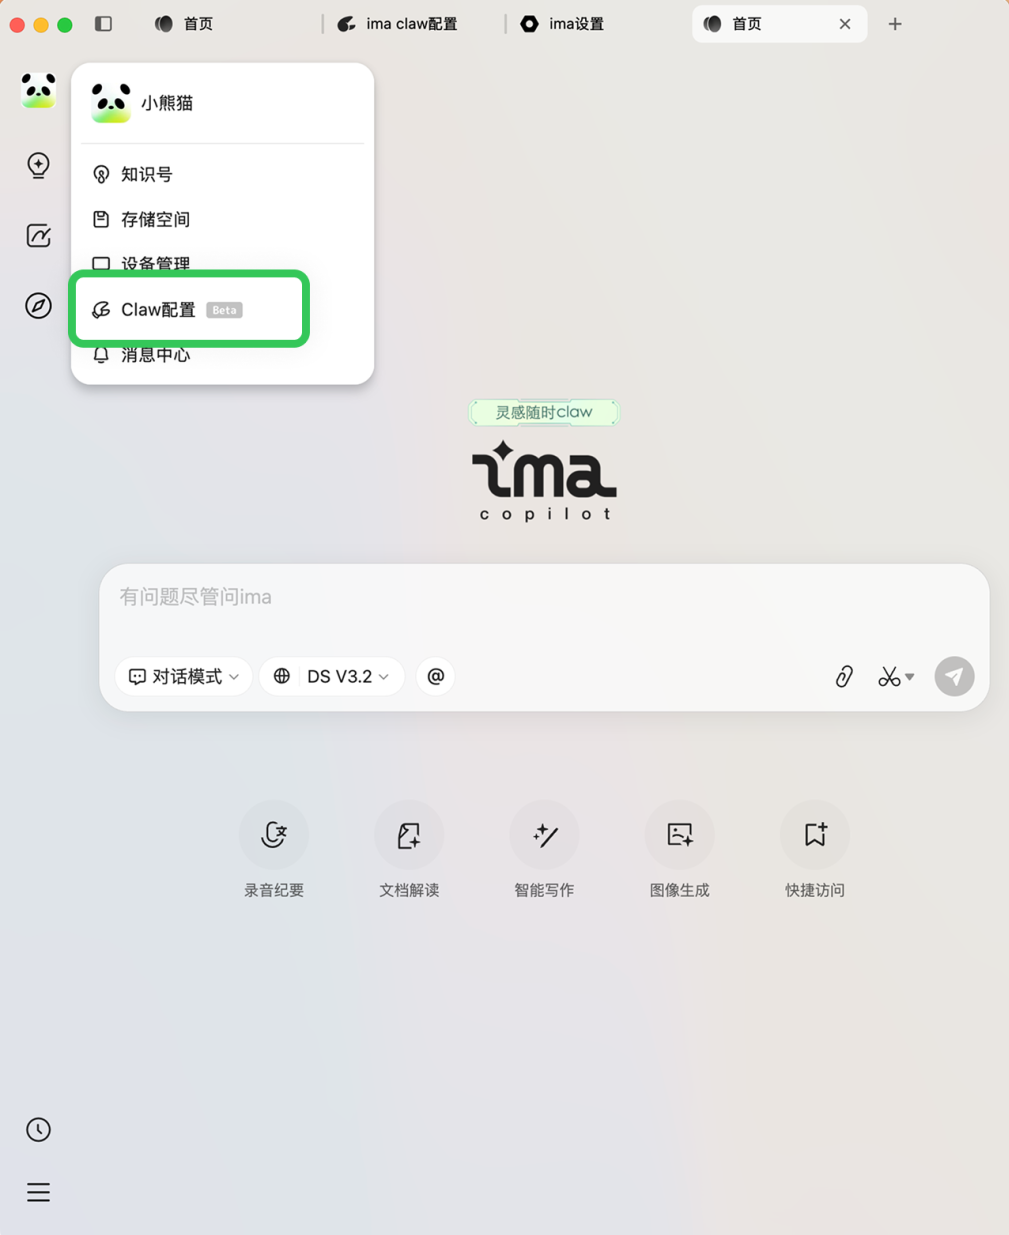 首页
ima claw配置
ima设置
首页
小熊猫
知识号
存储空间
设备管理
Claw配置 Beta
消息中心
灵感随时claw
ima
copilot
有问题尽管问ima
对话模式
DS V3.2
@
录音纪要
文档解读
智能写作
图像生成
快捷访问